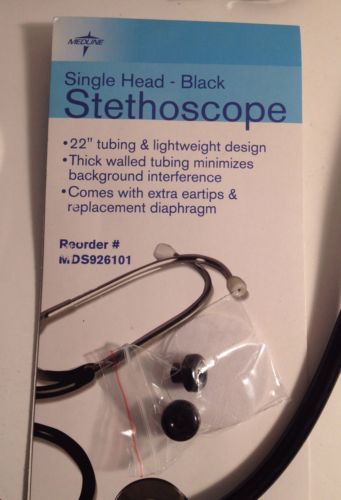 MEDLINE
Single Head - Black
Stethoscope
•22" tubing & lightweight design
•Thick walled tubing minimizes
background interference
•Comes with extra eartips &
replacement diaphragm
Reorder #
MDS926101